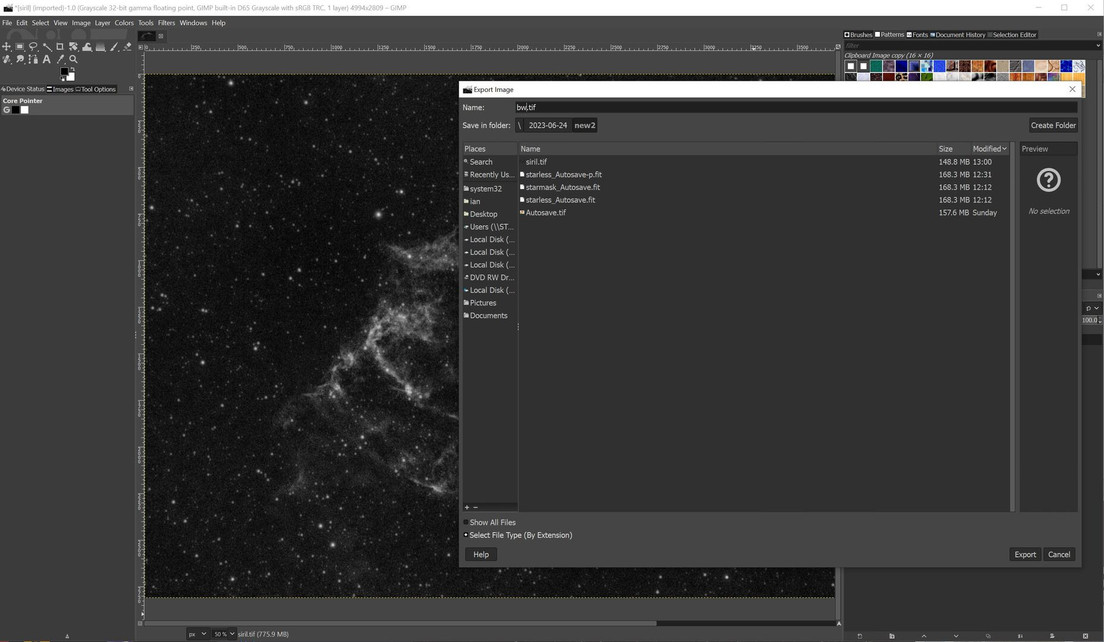 *[siril] (imported)-1.0 (Grayscale 32-bit gamma floating point, GIMP built-in D65 Grayscale with sRGB TRC, 1 layer) 4994x2809 – GIMP
File Edit Select View Image Layer Colors Tools Filters Windows Help
Device Status Images Tool Options
Core Pointer
G
Brushes Patterns Fonts Document History Selection Editor
filter
Clipboard Image copy (16 × 16)
Export Image
Name: bw.tif
Save in folder: \ 2023-06-24 new2 Create Folder
Places Name Size Modified Preview
Search siril.tif 148.8 MB 13:00
Recently Us... starless_Autosave-p.fit 168.3 MB 12:31
system32 starmask_Autosave.fit 168.3 MB 12:12
ian starless_Autosave.fit 168.3 MB 12:12
Desktop Autosave.tif 157.6 MB Sunday
No selection
Users (\\ST...
Local Disk (...
Local Disk (...
Local Disk (...
DVD RW Dr...
Local Disk (...
Pictures
Documents
100.0
Show All Files
Select File Type (By Extension)
Help Export Cancel
px 50 % siril.tif (775.9 MB)